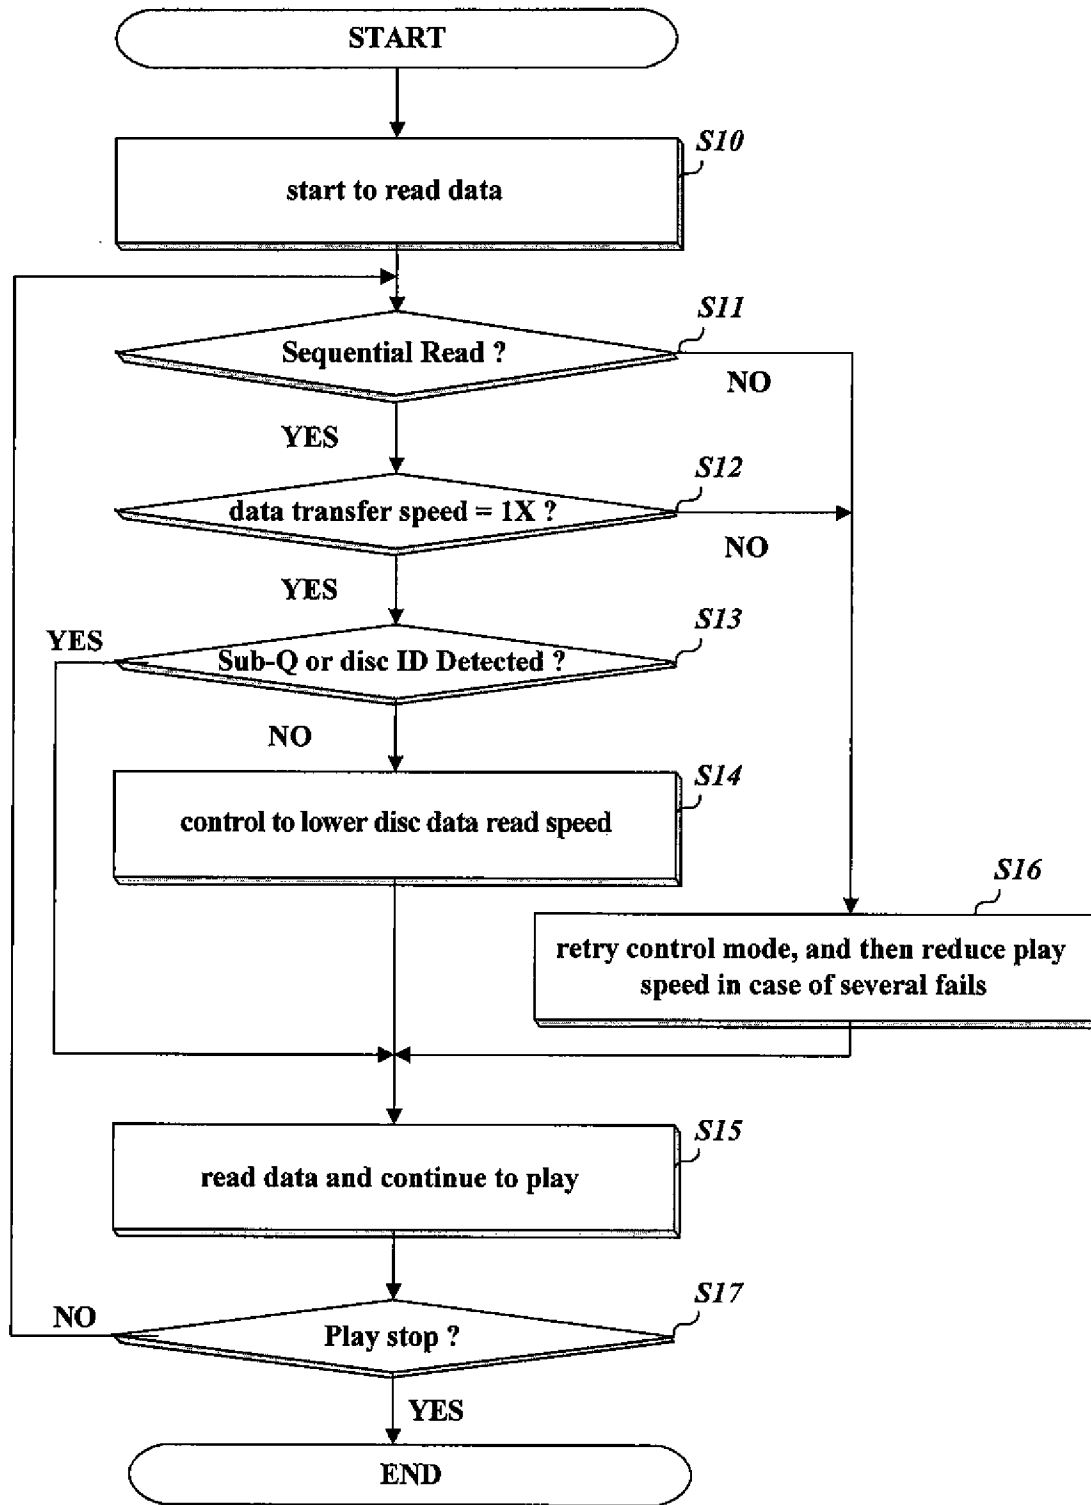 START
S10
start to read data
S11
Sequential Read ?
NO
YES
S12
data transfer speed = 1X ?
NO
YES
S13
YES
Sub-Q or disc ID Detected ?
NO
S14
control to lower disc data read speed
S16
retry control mode, and then reduce play
speed in case of several fails
S15
read data and continue to play
S17
NO
Play stop ?
YES
END